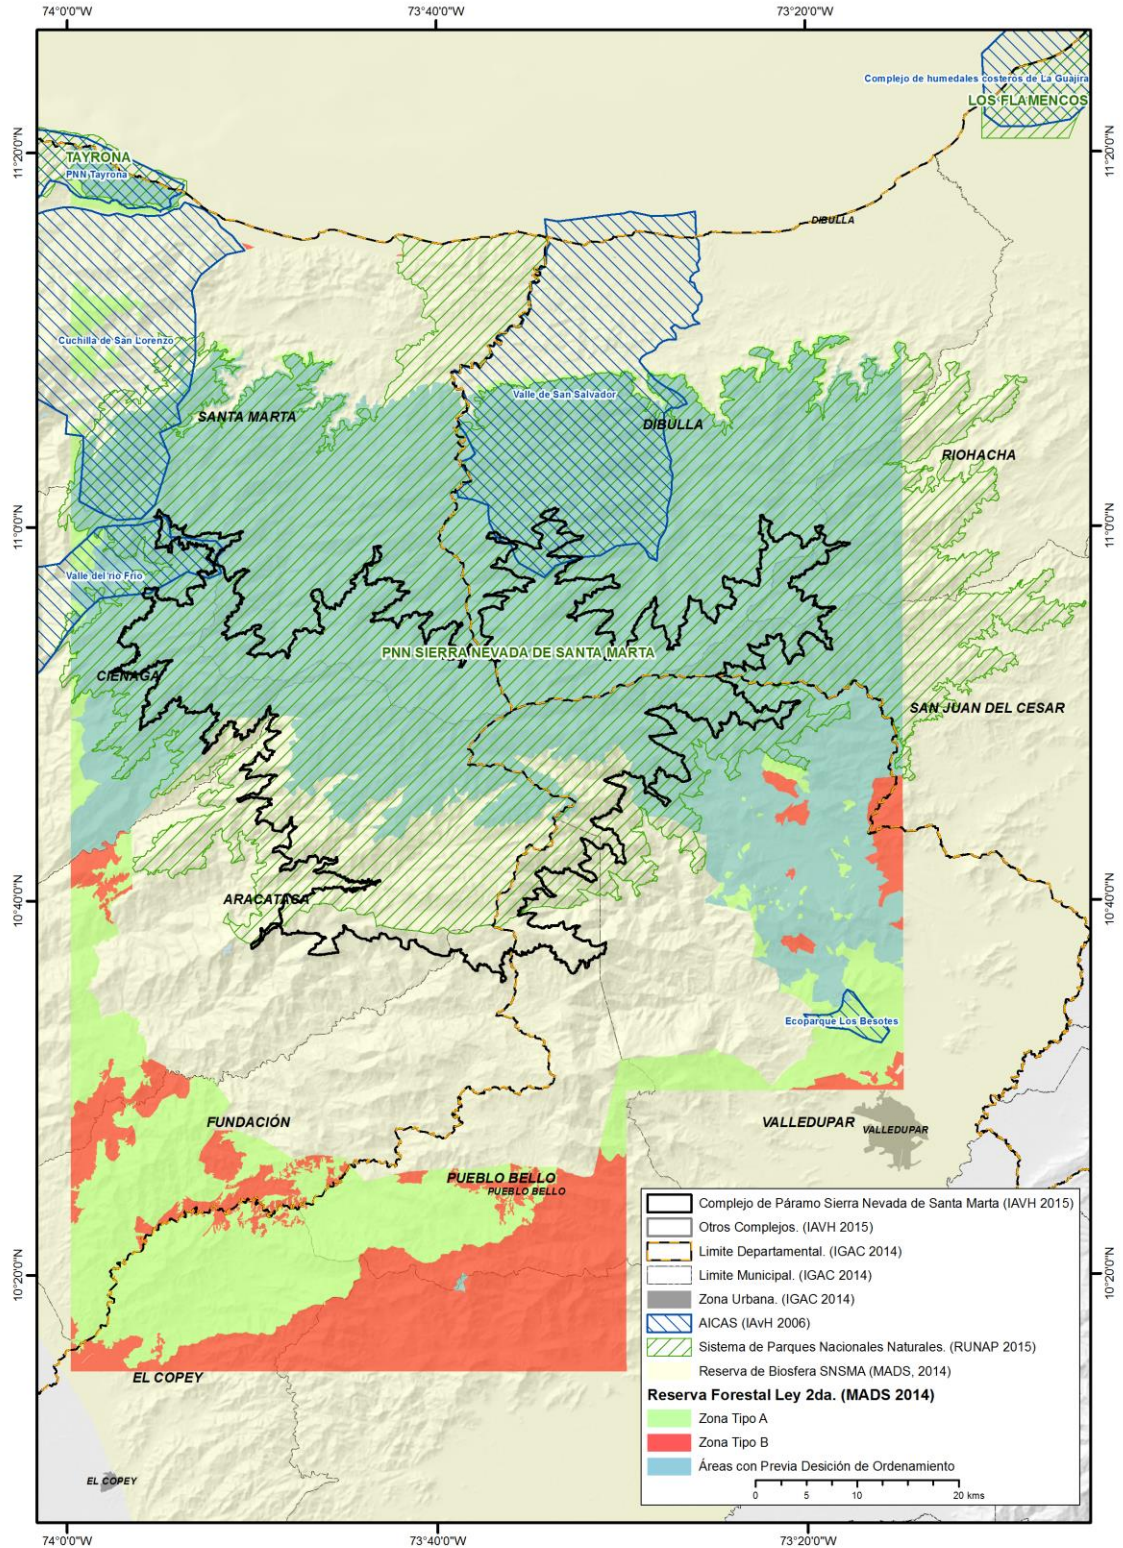 74°0'0"W
73°40'0"W
73°20'0"W
Complejo de humedales costeros de La Guajira
LOS FLAMENCOS
11°20'0"N
11°20'0"N
TAYRONA
PNN Tayrona
DIBULLA
Cuchilla de San Lorenzo
Valle de San Salvador
SANTA MARTA
DIBULLA
RIOHACHA
11°0'0"N
11°0'0"N
Valle del rio Frio
PNN SIERRA NEVADA DE SANTA MARTA
CIENAGA
SAN JUAN DEL CESAR
10°40'0"N
10°40'0"N
ARACATACA
Ecoparque Los Besotes
FUNDACIÓN
VALLEDUPAR
VALLEDUPAR
PUEBLO BELLO
PUEBLO BELLO
10°20'0"N
10°20'0"N
EL COPEY
EL COPEY
Complejo de Páramo Sierra Nevada de Santa Marta (IAVH 2015)
Otros Complejos. (IAVH 2015)
Limite Departamental. (IGAC 2014)
Limite Municipal. (IGAC 2014)
Zona Urbana. (IGAC 2014)
AICAS (IAvH 2006)
Sistema de Parques Nacionales Naturales. (RUNAP 2015)
Reserva de Biosfera SNSMA (MADS, 2014)
Reserva Forestal Ley 2da. (MADS 2014)
Zona Tipo A
Zona Tipo B
Áreas con Previa Desición de Ordenamiento
0 5 10 20 kms
74°0'0"W
73°40'0"W
73°20'0"W